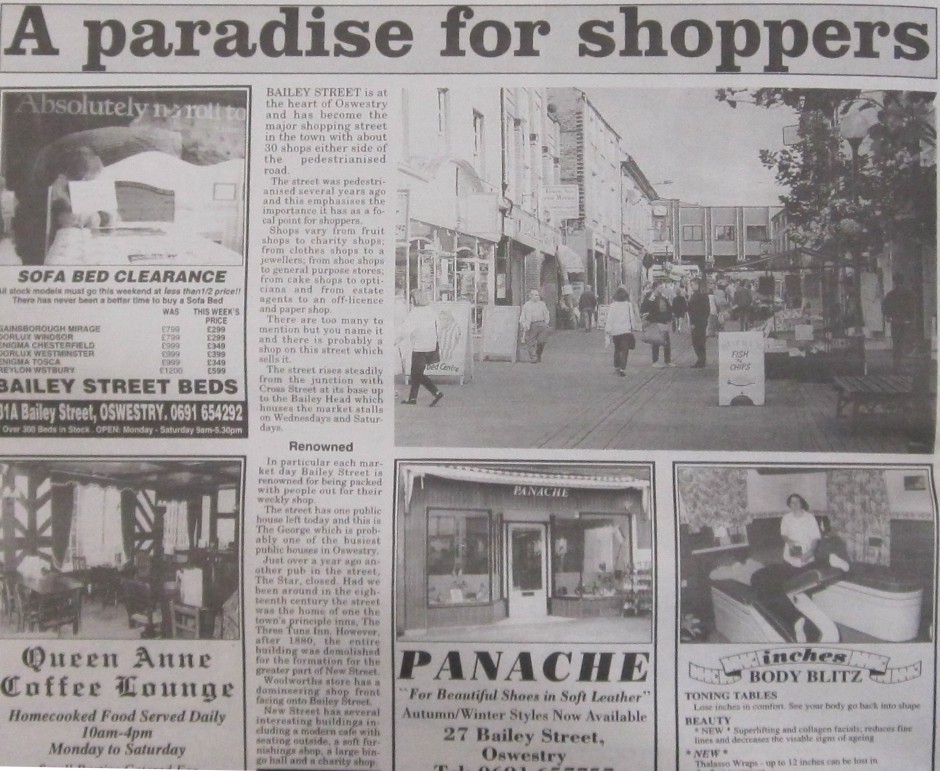 A paradise for shoppers
Absolutely no roll to
SOFA BED CLEARANCE
All stock models must go this weekend at less than1/2 price!!
There has never been a better time to buy a Sofa Bed
WAS THIS WEEK'S
PRICE
GAINSBOROUGH MIRAGE £799 £299
DORLUX WINDSOR £799 £299
ENIGMA CHESTERFIELD £999 £349
DORLUX WESTMINSTER £999 £399
ENIGMA TOSCA £999 £349
REYLON WSTBURY £1200 £599
BAILEY STREET BEDS
31A Bailey Street, OSWESTRY. 0691 654292
Over 300 Beds in Stock. OPEN: Monday - Saturday 9am-5.30pm
Queen Anne
Coffee Lounge
Homecooked Food Served Daily
10am-4pm
Monday to Saturday
BAILEY STREET is at
the heart of Oswestry
and has become the
major shopping street
in the town with about
30 shops either side of
the pedestrianised
road.
The street was pedestri-
anised several years ago
and this emphasises the
importance it has as a fo-
cal point for shoppers.
Shops vary from fruit
shops to charity shops;
from clothes shops to a
jewellers; from shoe shops
to general purpose stores;
from cake shops to opti-
cians and from estate
agents to an off-licence
and paper shop.
There are too many to
mention but you name it
and there is probably a
shop on this street which
sells it.
The street rises steadily
from the junction with
Cross Street at its base up
to the Bailey Head which
houses the market stalls
on Wednesdays and Satur-
days.
Renowned
In particular each mar-
ket day Bailey Street is
renowned for being packed
with people out for their
weekly shop.
The street has one public
house left today and this is
The George which is prob-
ably one of the busiest
public houses in Oswestry.
Just over a year ago an-
other pub in the street,
The Star, closed. Had we
been around in the eigh-
teenth century the street
was the home of one the
town's principle inns, The
Three Tuns Inn. However,
after 1880, the entire
building was demolished
for the formation for the
greater part of New Street.
Woolworths store has a
domineering shop front
facing onto Bailey Street.
New Street has several
interesting buildings in-
cluding a modern cafe with
seating outside, a soft fur-
nishings shop, a large bin-
go hall and a charity shop.
Bed Centre
FISH
CHIPS
PANACHE
PANACHE
"For Beautiful Shoes in Soft Leather"
Autumn/Winter Styles Now Available
27 Bailey Street,
Oswestry
Tel: 0691
inches
BODY BLITZ
TONING TABLES
Lose inches in comfort. See your body go back into shape
BEAUTY
* NEW * Superlifting and collagen facials; reduces fine
lines and decreases the visable signs of ageing
* NEW *
Thalasso Wraps - up to 12 inches can be lost in